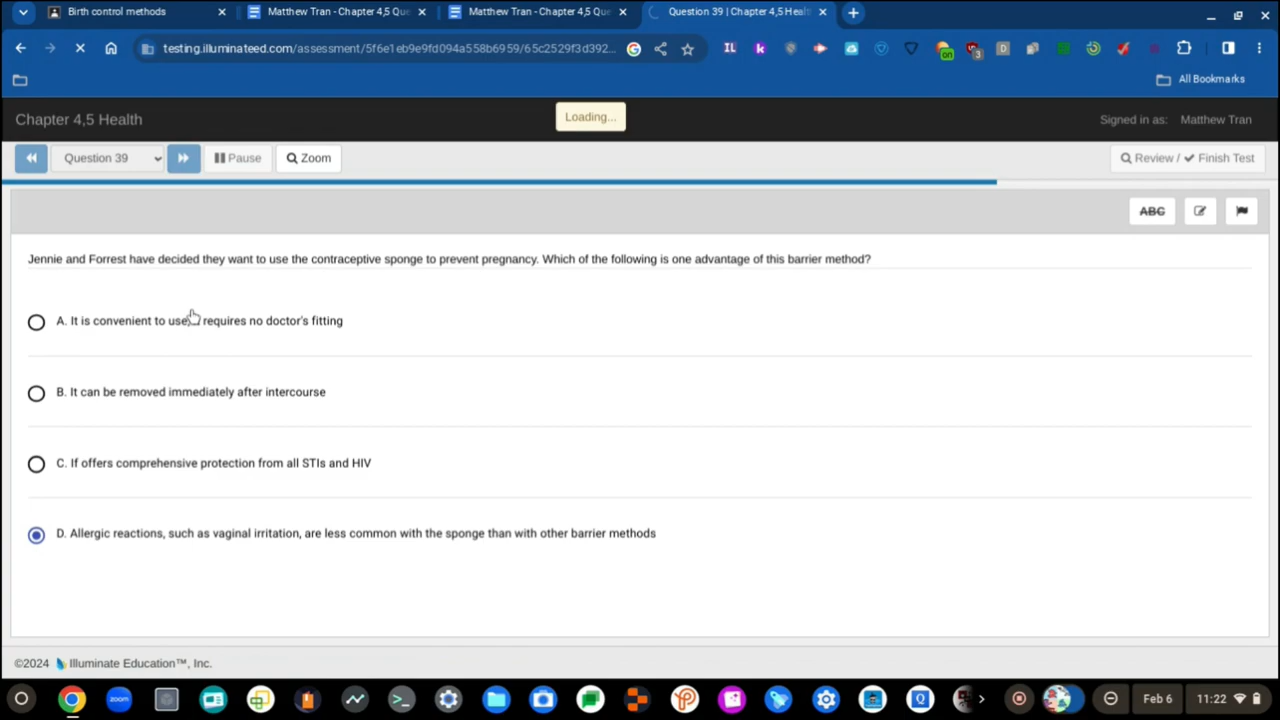 Birth control methods
Matthew Tran - Chapter 4,5 Que
Matthew Tran - Chapter 4,5 Que
Question 39 | Chapter 4,5 Healt
testing.illuminateed.com/assessment/5f6e1eb9e9fd094a558b6959/65c2529f3d392...
All Bookmarks
Chapter 4,5 Health
Loading...
Signed in as: Matthew Tran
Question 39
Pause
Zoom
Review / Finish Test
ABC
Jennie and Forrest have decided they want to use the contraceptive sponge to prevent pregnancy. Which of the following is one advantage of this barrier method?
A. It is convenient to use, requires no doctor's fitting
B. It can be removed immediately after intercourse
C. If offers comprehensive protection from all STIs and HIV
D. Allergic reactions, such as vaginal irritation, are less common with the sponge than with other barrier methods
©2024 Illuminate Education™, Inc.
zoom
Feb 6
11:22